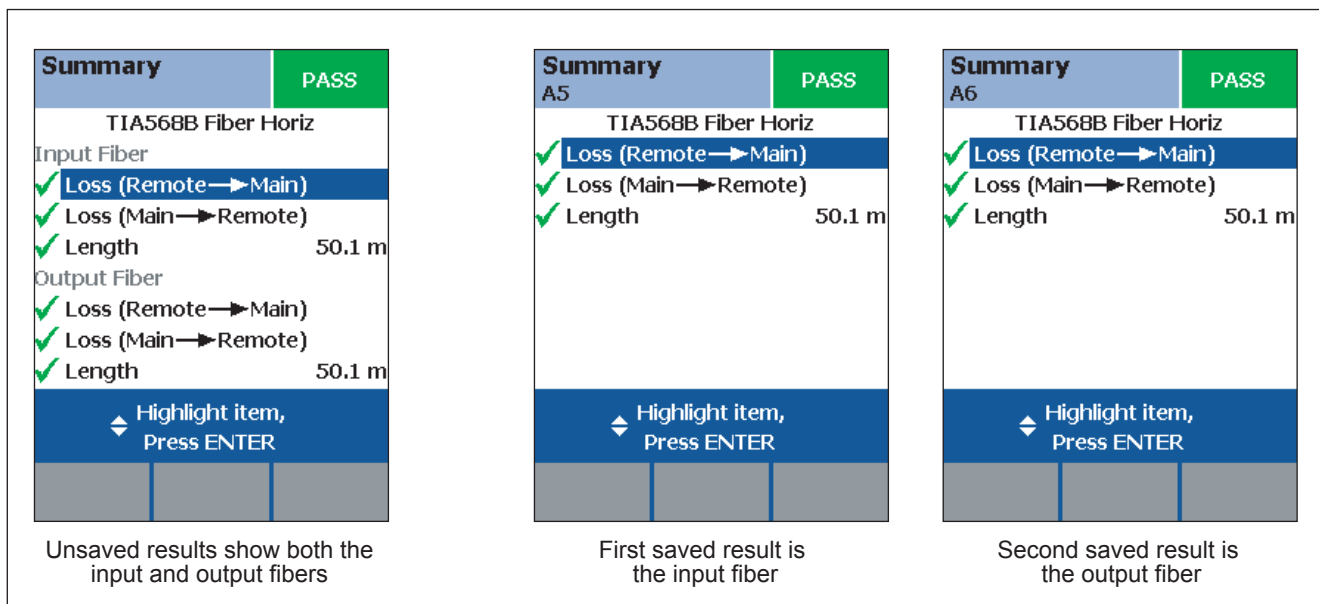 Summary
PASS
TIA568B Fiber Horiz
Input Fiber
Loss (Remote→Main)
Loss (Main→Remote)
Length 50.1 m
Output Fiber
Loss (Remote→Main)
Loss (Main→Remote)
Length 50.1 m
Highlight item,
Press ENTER
Unsaved results show both the
input and output fibers
Summary
A5
PASS
TIA568B Fiber Horiz
Loss (Remote→Main)
Loss (Main→Remote)
Length 50.1 m
Highlight item,
Press ENTER
First saved result is
the input fiber
Summary
A6
PASS
TIA568B Fiber Horiz
Loss (Remote→Main)
Loss (Main→Remote)
Length 50.1 m
Highlight item,
Press ENTER
Second saved result is
the output fiber